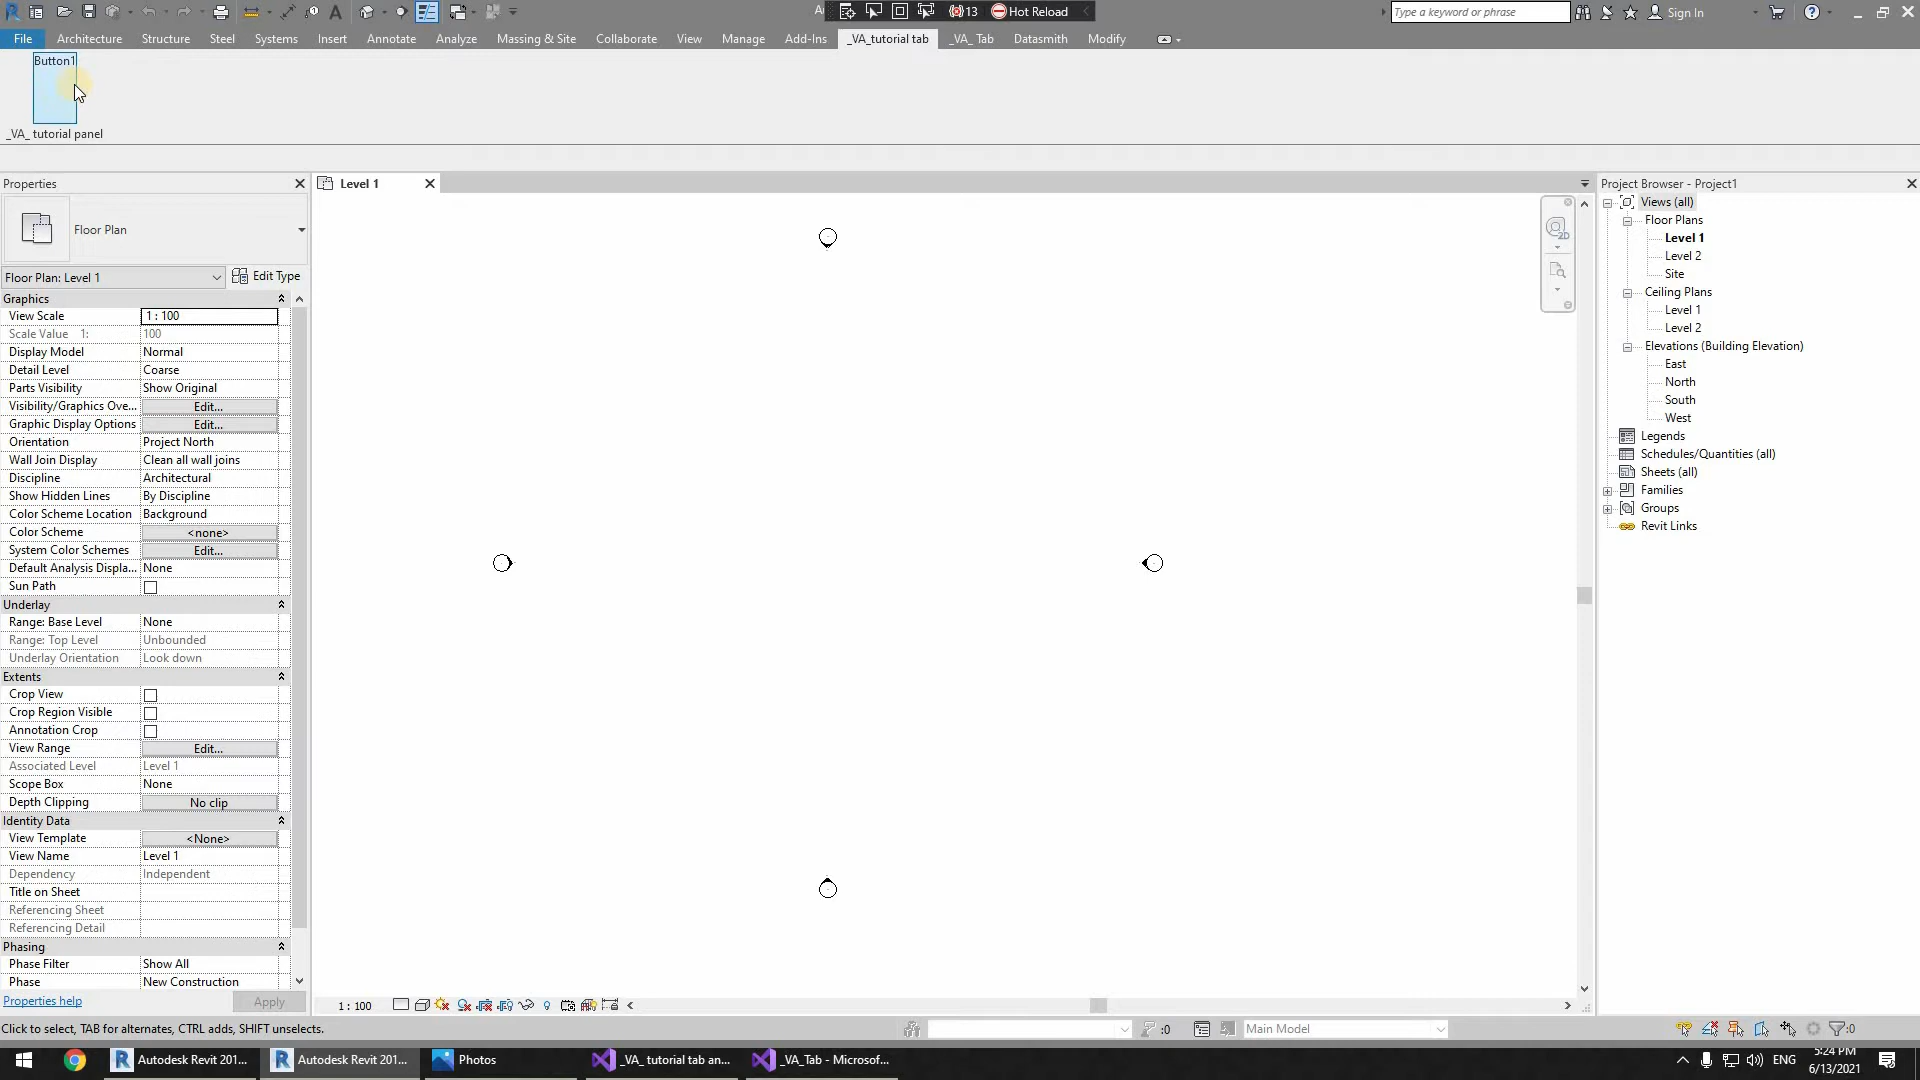 Au
13
Hot Reload
Type a keyword or phrase
Sign In
File
Architecture
Structure
Steel
Systems
Insert
Annotate
Analyze
Massing & Site
Collaborate
View
Manage
Add-Ins
_VA_tutorial tab
_VA_ Tab
Datasmith
Modify
Button1
_VA_ tutorial panel
Properties
Floor Plan
Floor Plan: Level 1
Edit Type
Graphics
View Scale 1 : 100
Scale Value 1: 100
Display Model Normal
Detail Level Coarse
Parts Visibility Show Original
Visibility/Graphics Ove... Edit...
Graphic Display Options Edit...
Orientation Project North
Wall Join Display Clean all wall joins
Discipline Architectural
Show Hidden Lines By Discipline
Color Scheme Location Background
Color Scheme <none>
System Color Schemes Edit...
Default Analysis Displa... None
Sun Path
Underlay
Range: Base Level None
Range: Top Level Unbounded
Underlay Orientation Look down
Extents
Crop View
Crop Region Visible
Annotation Crop
View Range Edit...
Associated Level Level 1
Scope Box None
Depth Clipping No clip
Identity Data
View Template <None>
View Name Level 1
Dependency Independent
Title on Sheet
Referencing Sheet
Referencing Detail
Phasing
Phase Filter Show All
Phase New Construction
Properties help
Apply
Level 1
2D
1 : 100
Project Browser - Project1
Views (all)
Floor Plans
Level 1
Level 2
Site
Ceiling Plans
Level 1
Level 2
Elevations (Building Elevation)
East
North
South
West
Legends
Schedules/Quantities (all)
Sheets (all)
Families
Groups
Revit Links
Click to select, TAB for alternates, CTRL adds, SHIFT unselects.
:0
Main Model
:0
Autodesk Revit 201...
Autodesk Revit 201...
Photos
_VA_ tutorial tab an...
_VA_Tab - Microsof...
ENG
5:24 PM
6/13/2021